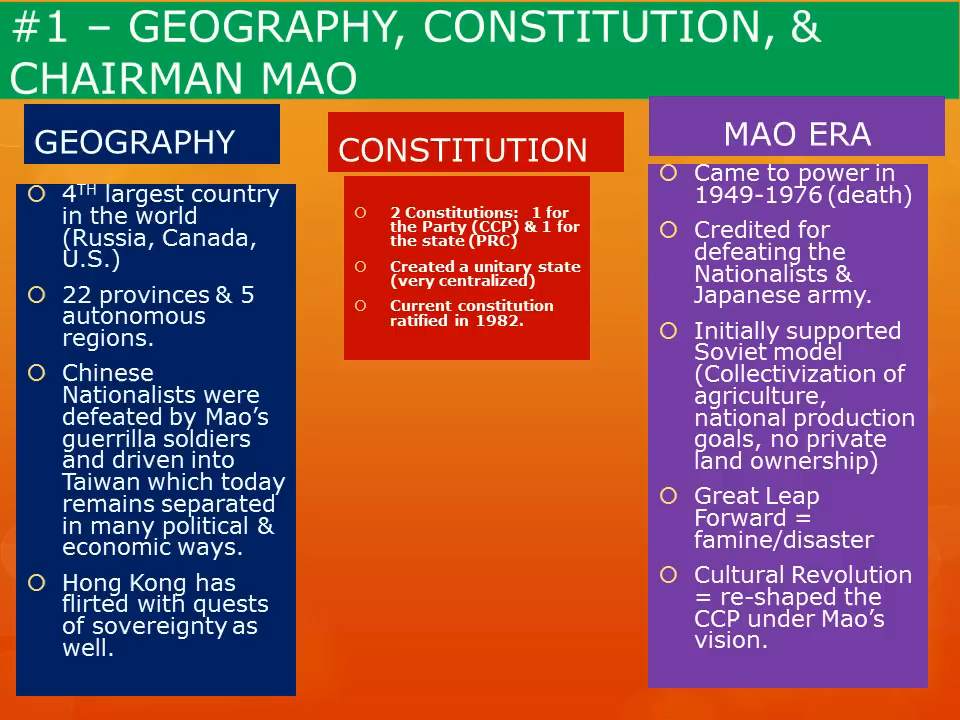 #1 – GEOGRAPHY, CONSTITUTION, &
CHAIRMAN MAO
GEOGRAPHY
4TH largest country
in the world
(Russia, Canada,
U.S.)
22 provinces & 5
autonomous
regions.
Chinese
Nationalists were
defeated by Mao’s
guerrilla soldiers
and driven into
Taiwan which today
remains separated
in many political &
economic ways.
Hong Kong has
flirted with quests
of sovereignty as
well.
CONSTITUTION
2 Constitutions: 1 for
the Party (CCP) & 1 for
the state (PRC)
Created a unitary state
(very centralized)
Current constitution
ratified in 1982.
MAO ERA
Came to power in
1949-1976 (death)
Credited for
defeating the
Nationalists &
Japanese army.
Initially supported
Soviet model
(Collectivization of
agriculture,
national production
goals, no private
land ownership)
Great Leap
Forward =
famine/disaster
Cultural Revolution
= re-shaped the
CCP under Mao’s
vision.